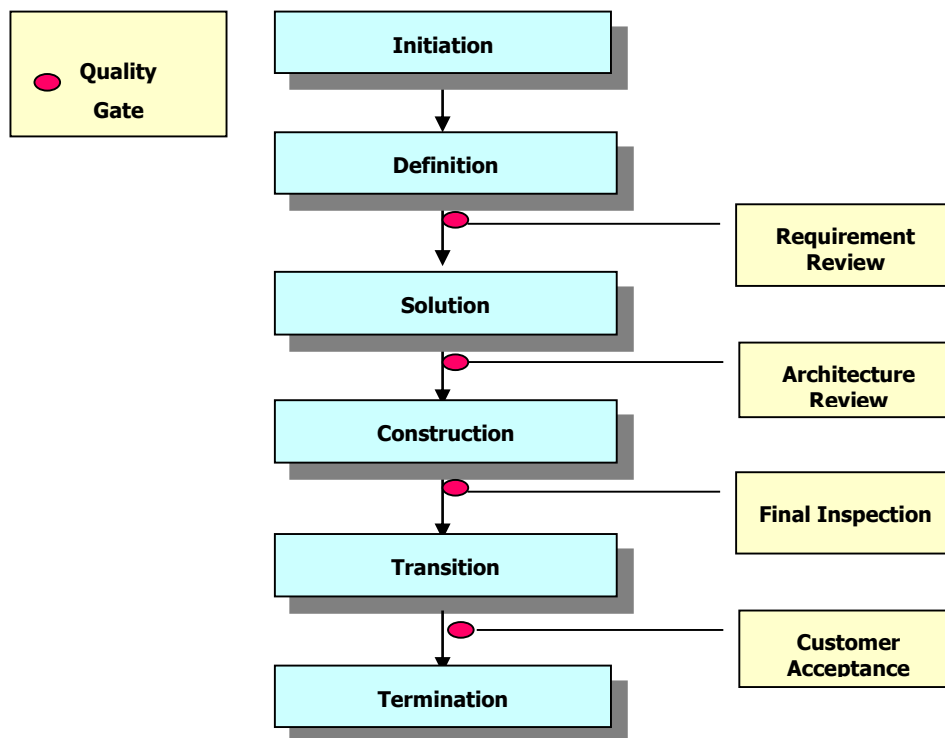 Quality
Gate
Initiation
Definition
Requirement
Review
Solution
Architecture
Review
Construction
Final Inspection
Transition
Customer
Acceptance
Termination